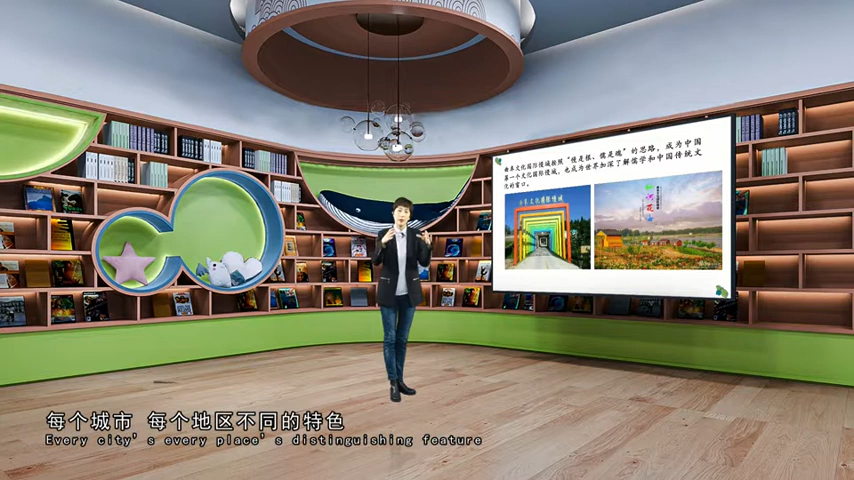 曲阜文化国际慢城按照“慢是根、儒是魂”的思路，成为中国
第一个文化国际慢城，也成为世界加深了解儒学和中国传统文
化的窗口。
每个城市 每个地区不同的特色
Every city's every place's distinguishing feature